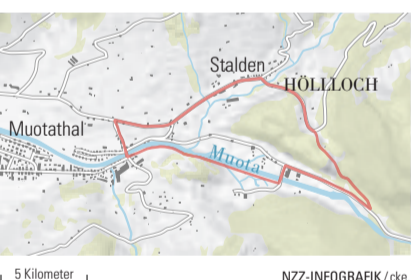 Stalden
HÖLLLOCH
Muotathal
Muota
5 Kilometer
NZZ-INFOGRAFIK/cke.